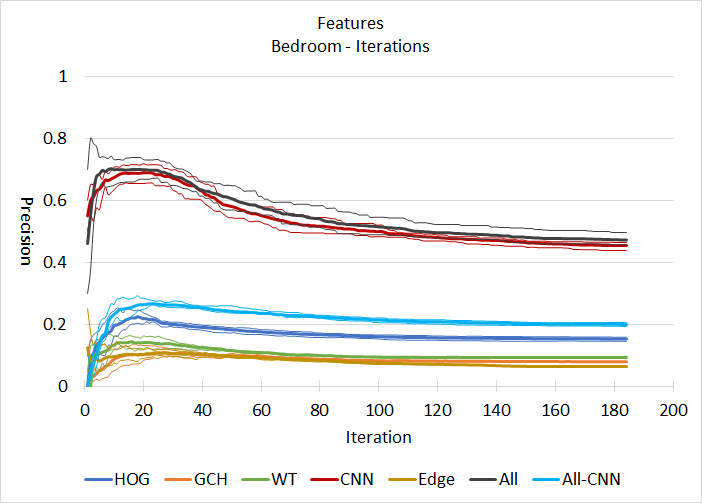 Features
Bedroom - Iterations
1
0.8
0.6
0.4
0.2
0
Precision
0 20 40 60 80 100 120 140 160 180 200
Iteration
HOG GCH WT CNN Edge All All-CNN